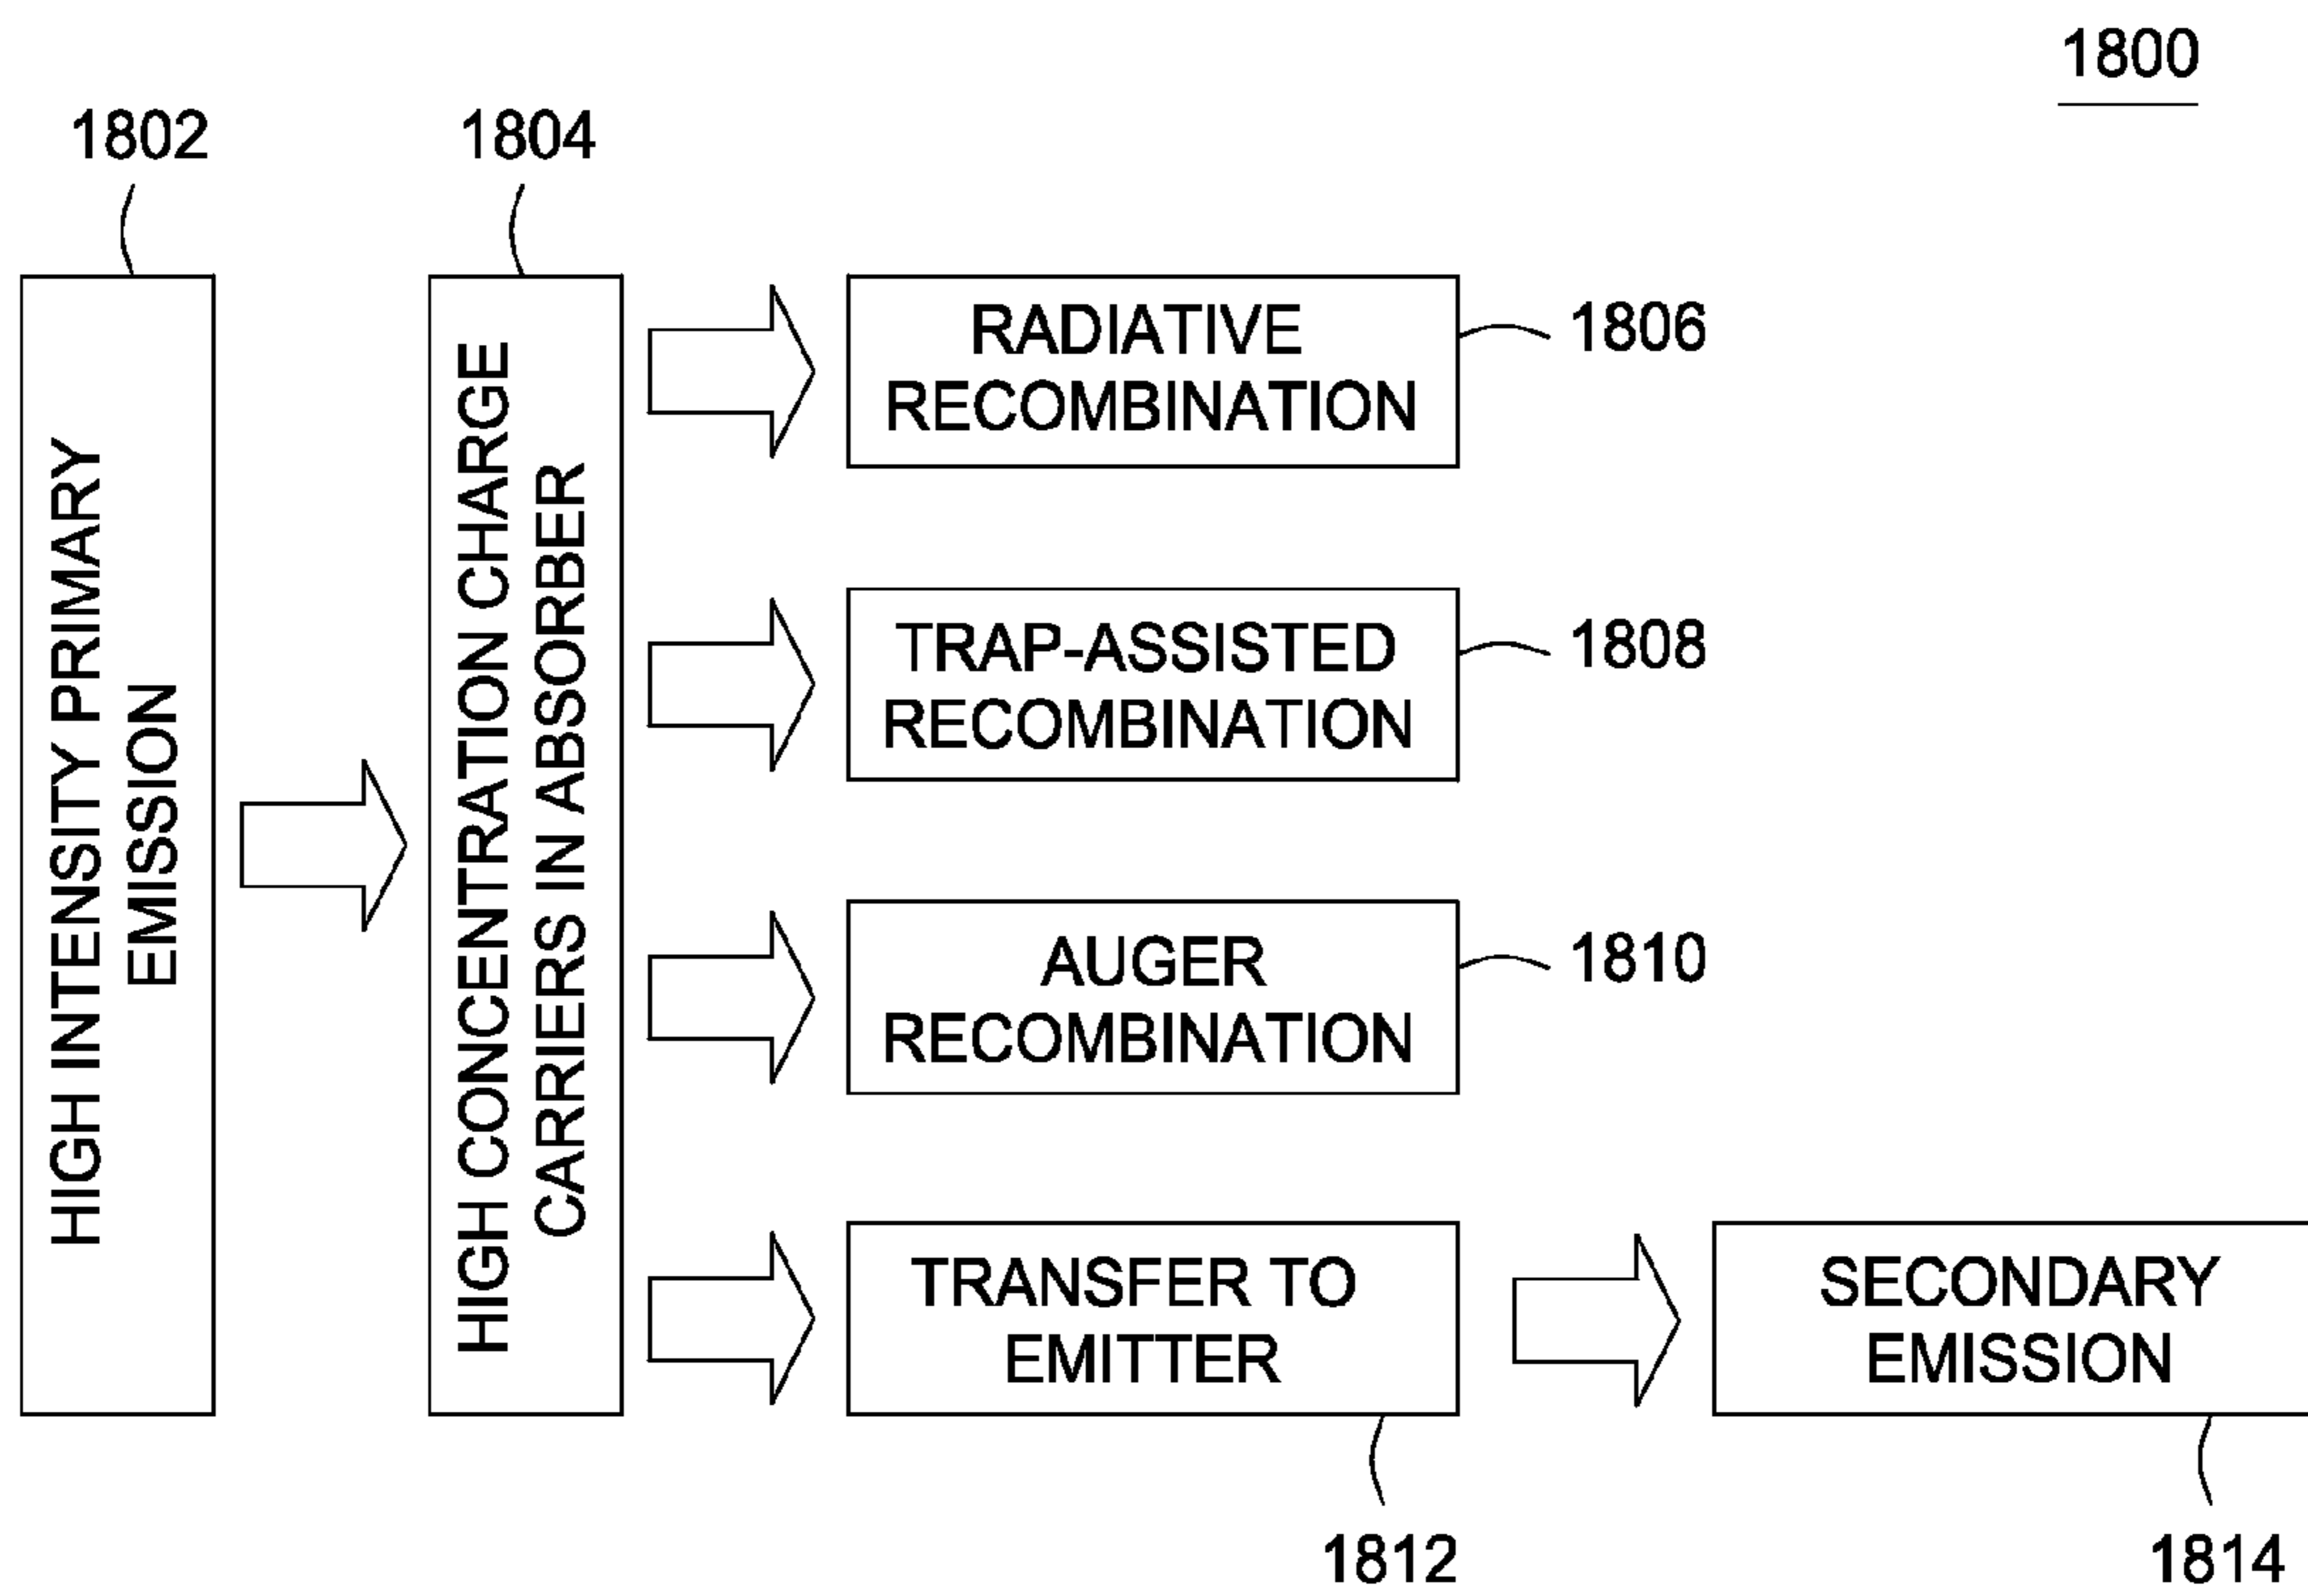 1800
1802
1804
HIGH INTENSITY PRIMARY
EMISSION
HIGH CONCENTRATION CHARGE
CARRIERS IN ABSORBER
RADIATIVE
RECOMBINATION
1806
TRAP-ASSISTED
RECOMBINATION
1808
AUGER
RECOMBINATION
1810
TRANSFER TO
EMITTER
SECONDARY
EMISSION
1812
1814